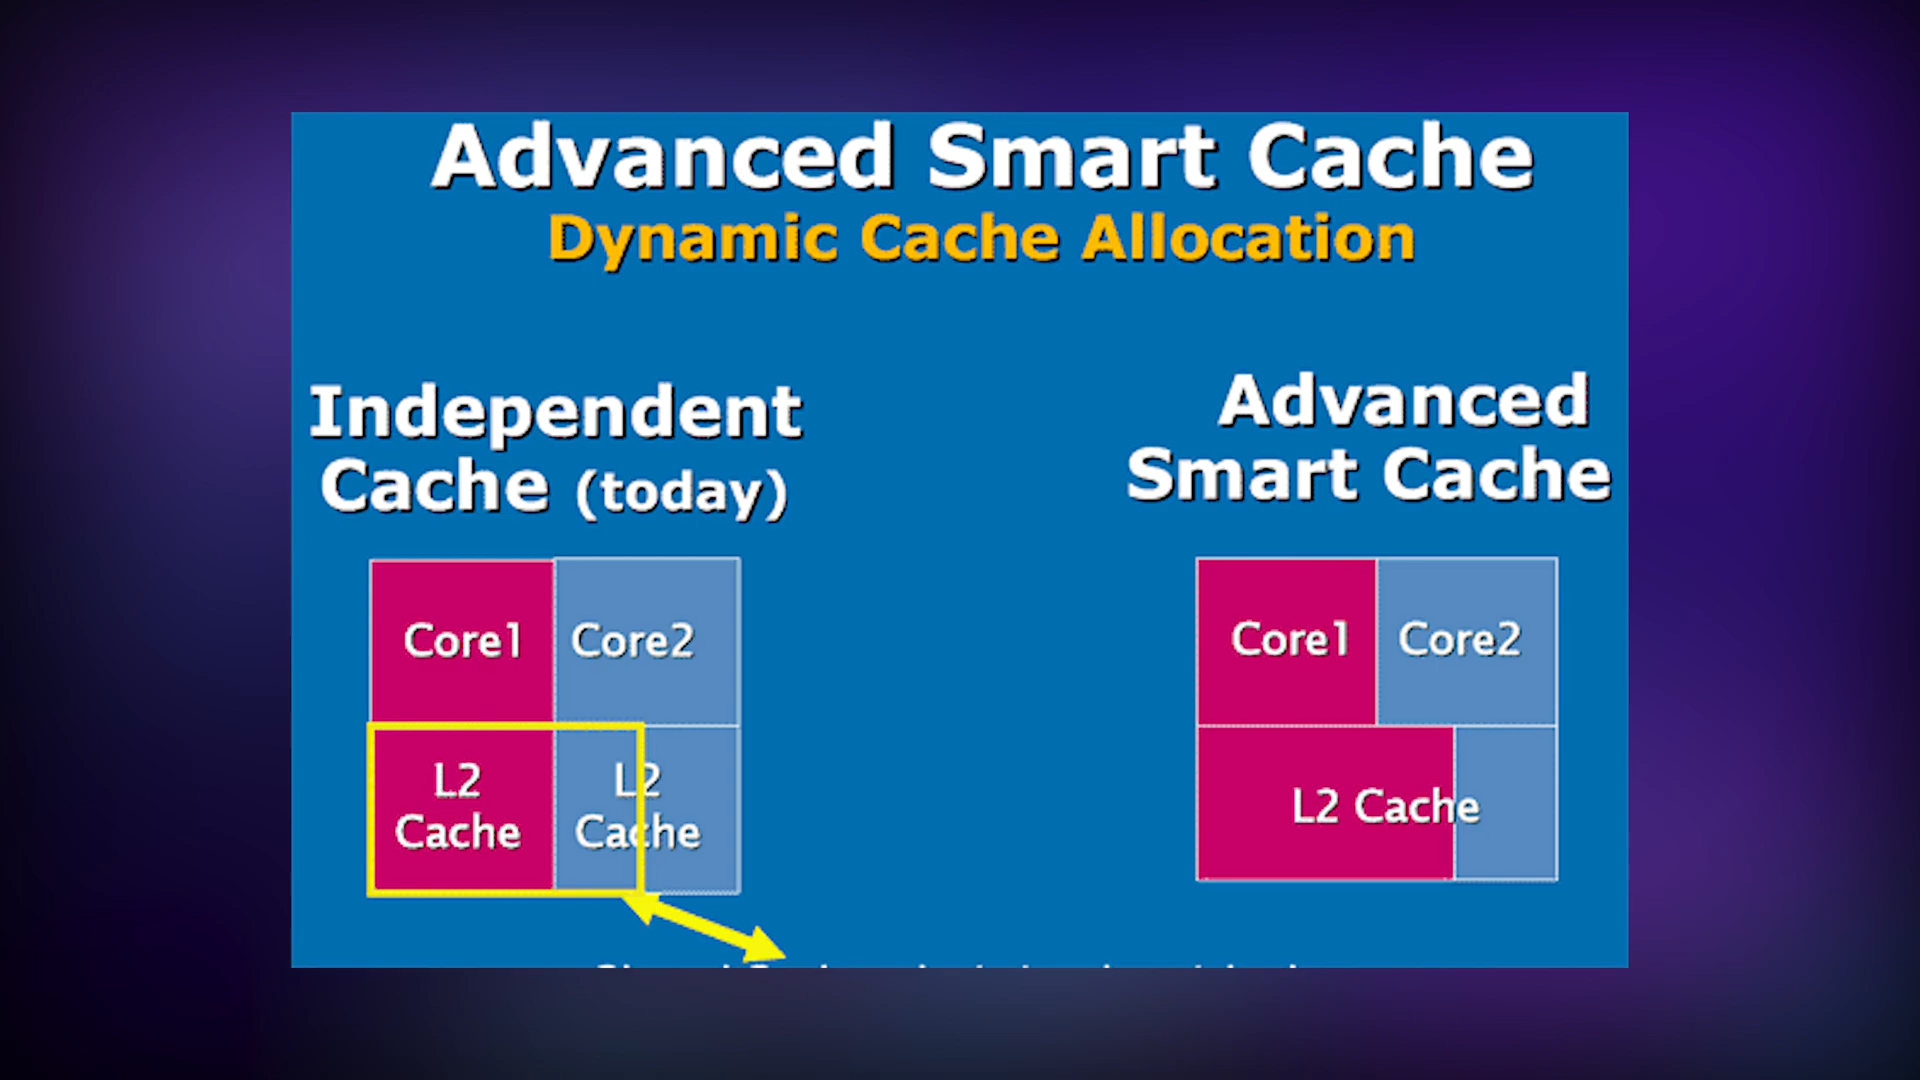 Advanced Smart Cache
Dynamic Cache Allocation
Independent
Cache (today)
Advanced
Smart Cache
Core1
Core2
L2
Cache
L2
Cache
Core1
Core2
L2 Cache